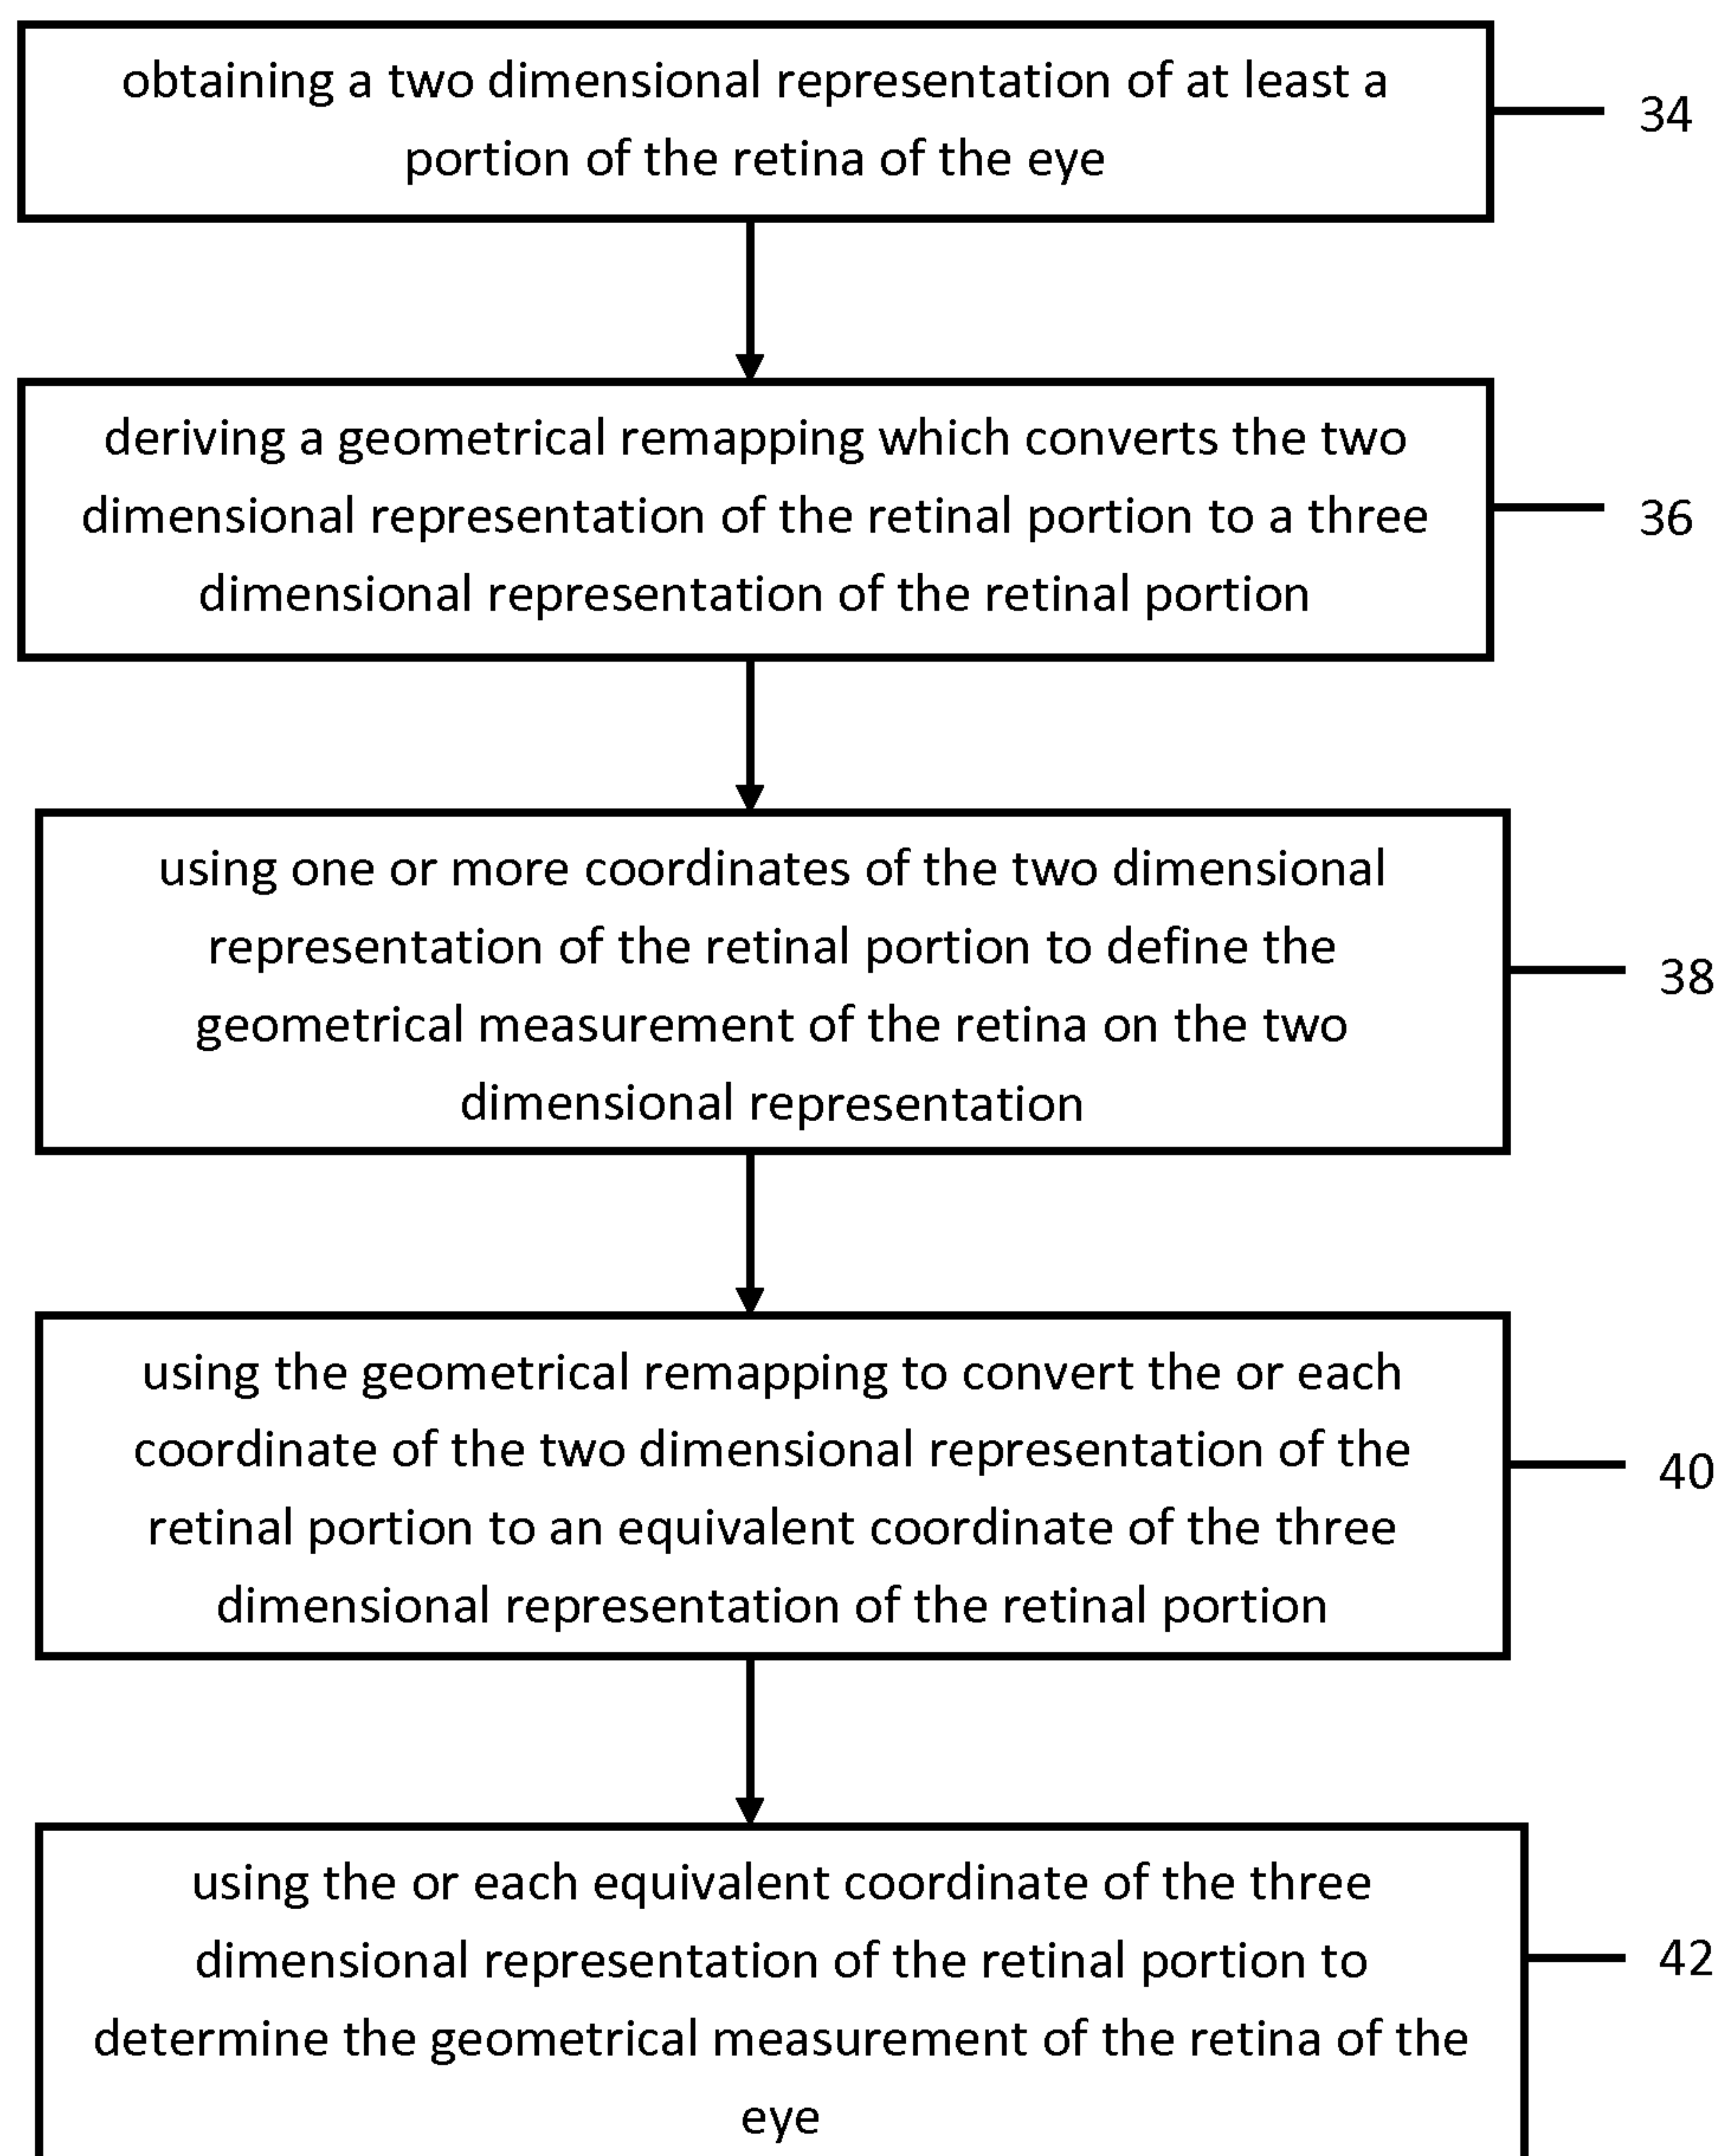 obtaining a two dimensional representation of at least a
portion of the retina of the eye
34
deriving a geometrical remapping which converts the two
dimensional representation of the retinal portion to a three
dimensional representation of the retinal portion
36
using one or more coordinates of the two dimensional
representation of the retinal portion to define the
geometrical measurement of the retina on the two
dimensional representation
38
using the geometrical remapping to convert the or each
coordinate of the two dimensional representation of the
retinal portion to an equivalent coordinate of the three
dimensional representation of the retinal portion
40
using the or each equivalent coordinate of the three
dimensional representation of the retinal portion to
determine the geometrical measurement of the retina of the
eye
42